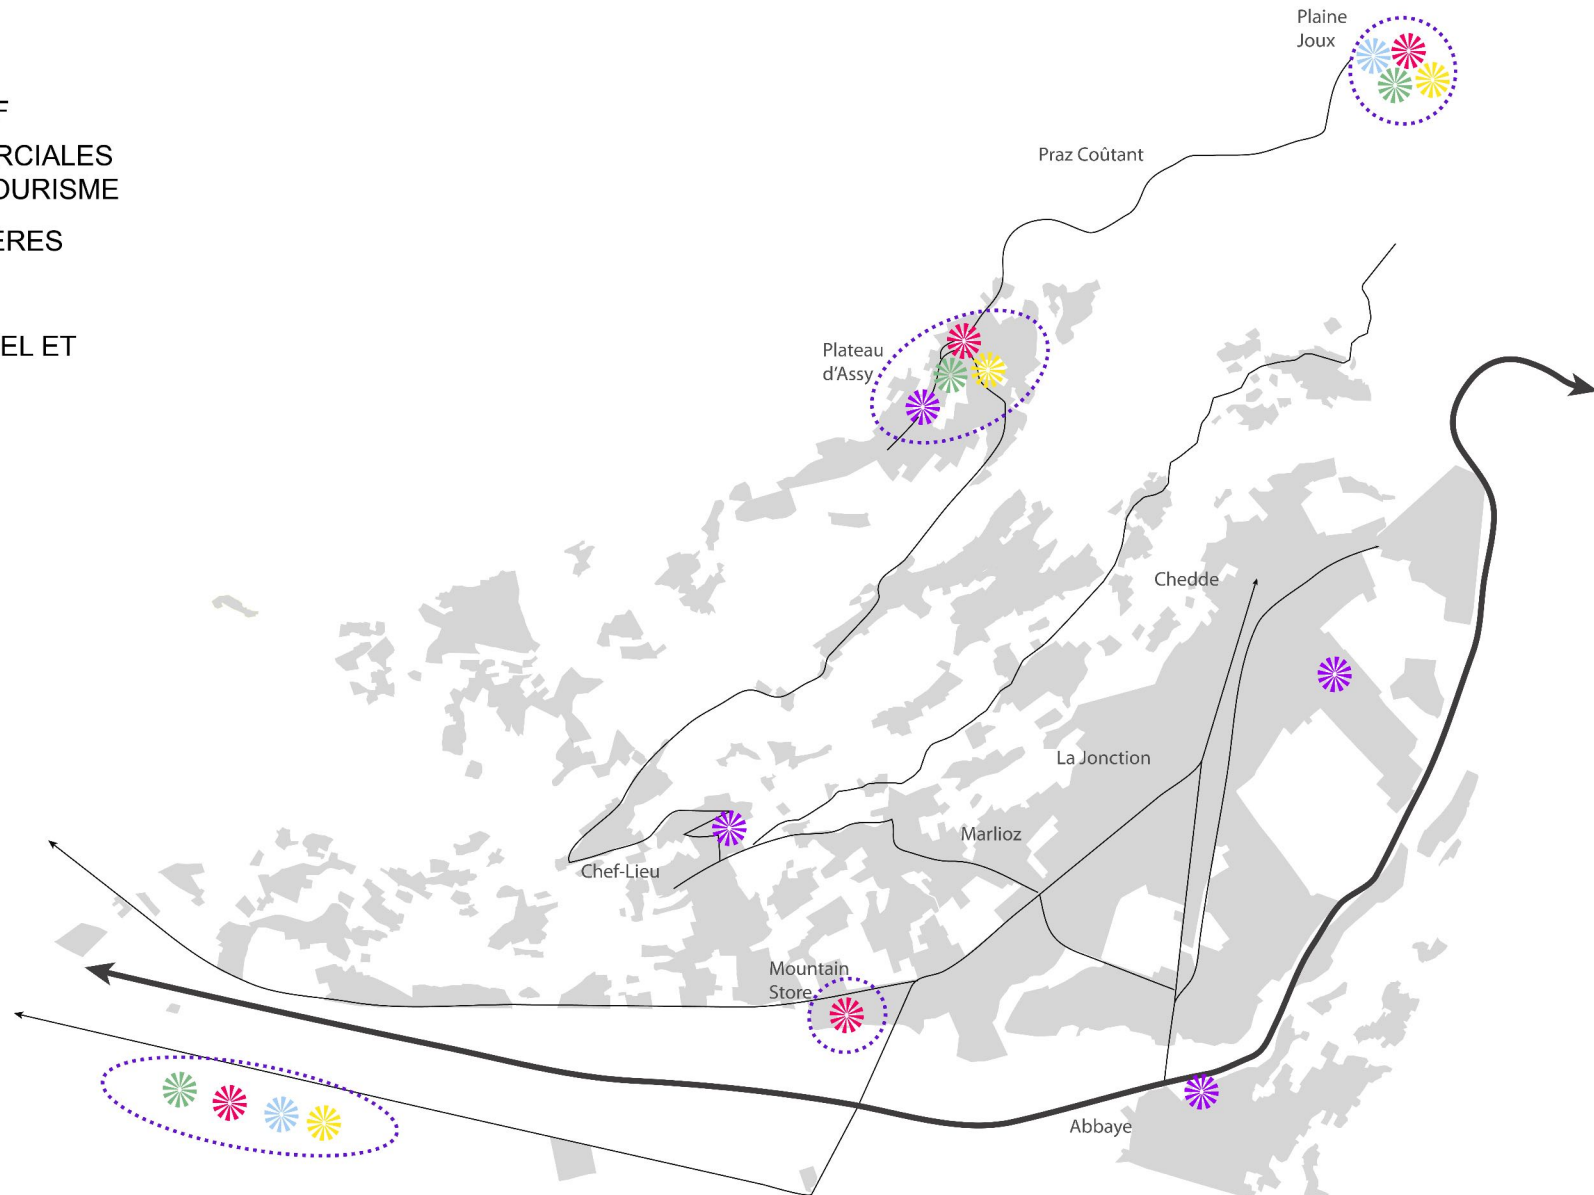 Plaine
Joux
RCIALES
OURISME
Praz Coûtant
ÈRES
EL ET
Plateau
d'Assy
Chedde
La Jonction
Marlioz
Chef-Lieu
Mountain
Store
Abbaye